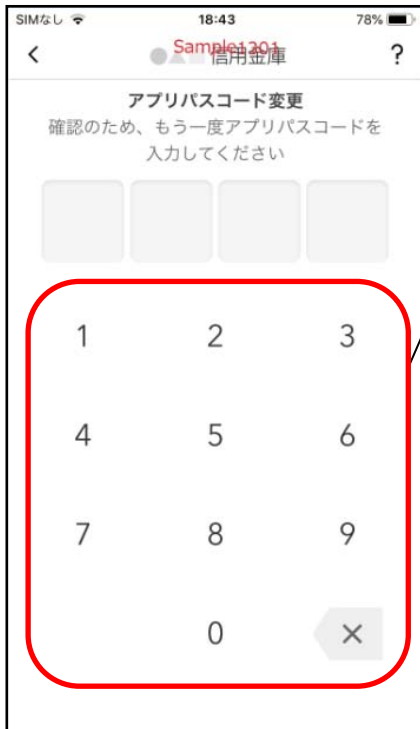 SIMなし 18:43 78%
< ●▲■信用金庫 ?
Sample1301
アプリパスコード変更
確認のため、もう一度アプリパスコードを
入力してください
1 2 3
4 5 6
7 8 9
0 ×